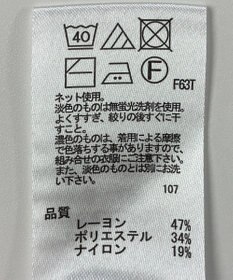 40
F
F63T
ネット使用。
淡色のものは無蛍光洗剤を使用。
よくすすぎ、絞りの後すぐに干
すこと。
濃色のものは、着用による摩擦
で色落ちする事がありますので、
組み合せの衣服にご注意下さい。
また、淡色のものとは別にお洗い
下さい。
107
品質
レーヨン 47%
ポリエステル 34%
ナイロン 19%